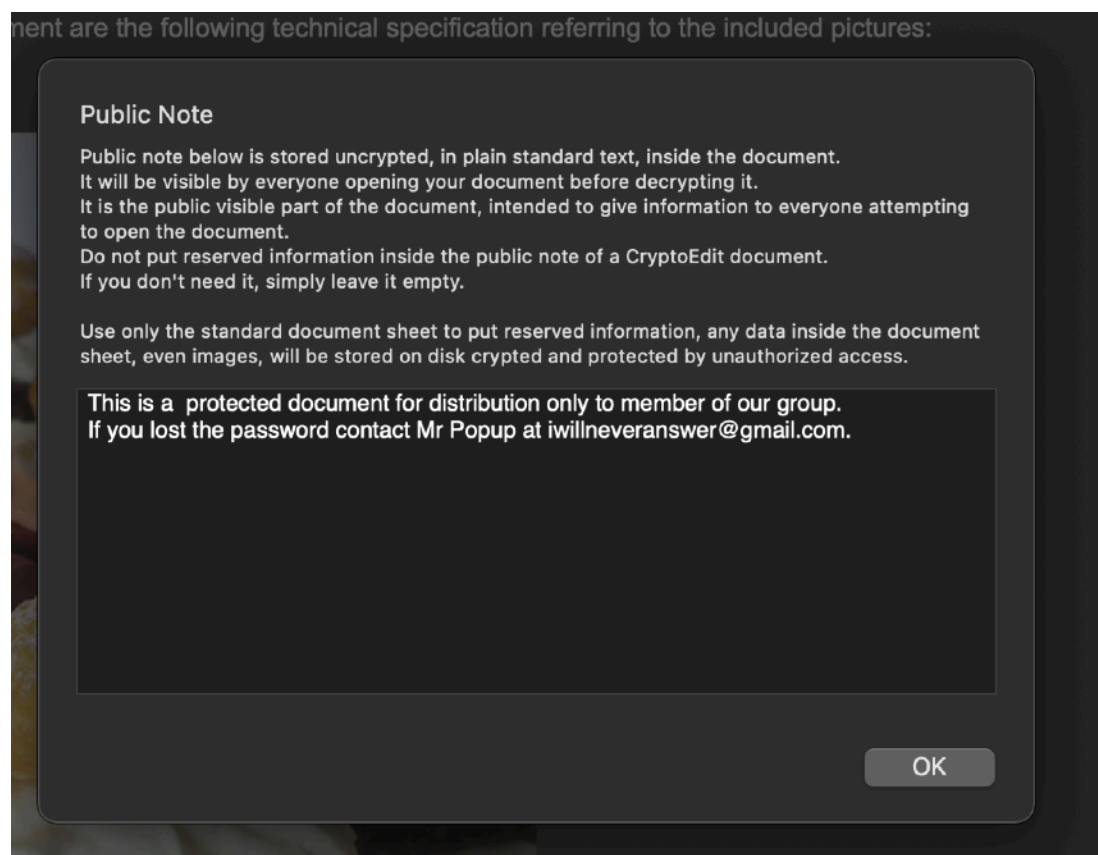 are the following technical specification referring to the included pictures:
Public Note
Public note below is stored uncrypted, in plain standard text, inside the document.
It will be visible by everyone opening your document before decrypting it.
It is the public visible part of the document, intended to give information to everyone attempting
to open the document.
Do not put reserved information inside the public note of a CryptoEdit document.
If you don't need it, simply leave it empty.
Use only the standard document sheet to put reserved information, any data inside the document
sheet, even images, will be stored on disk crypted and protected by unauthorized access.
This is a  protected document for distribution only to member of our group.
If you lost the password contact Mr Popup at iwillneveranswer@gmail.com.
OK